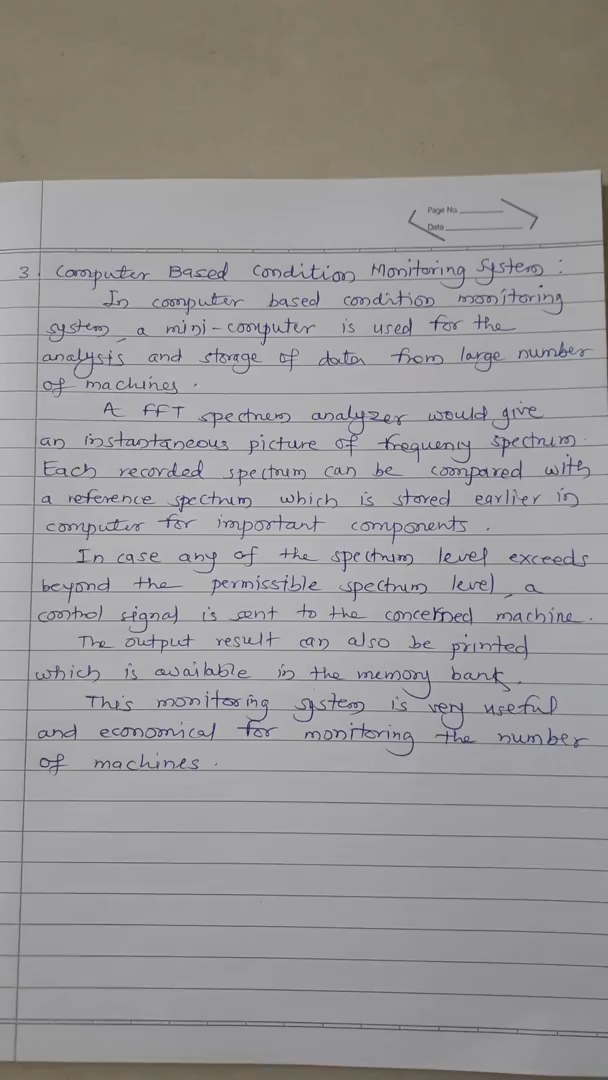 Page No.
Date
3. Computer Based Condition Monitoring System :
In computer based condition monitoring
system, a mini-computer is used for the
analysis and storage of data from large number
of machines.
A FFT spectrum analyzer would give
an instantaneous picture of frequency spectrum.
Each recorded spectrum can be compared with
a reference spectrum which is stored earlier in
computer for important components.
In case any of the spectrum level exceeds
beyond the permissible spectrum level, a
control signal is sent to the concerned machine.
The output result can also be printed
which is available in the memory bank.
This monitoring system is very useful
and economical for monitoring the number
of machines.